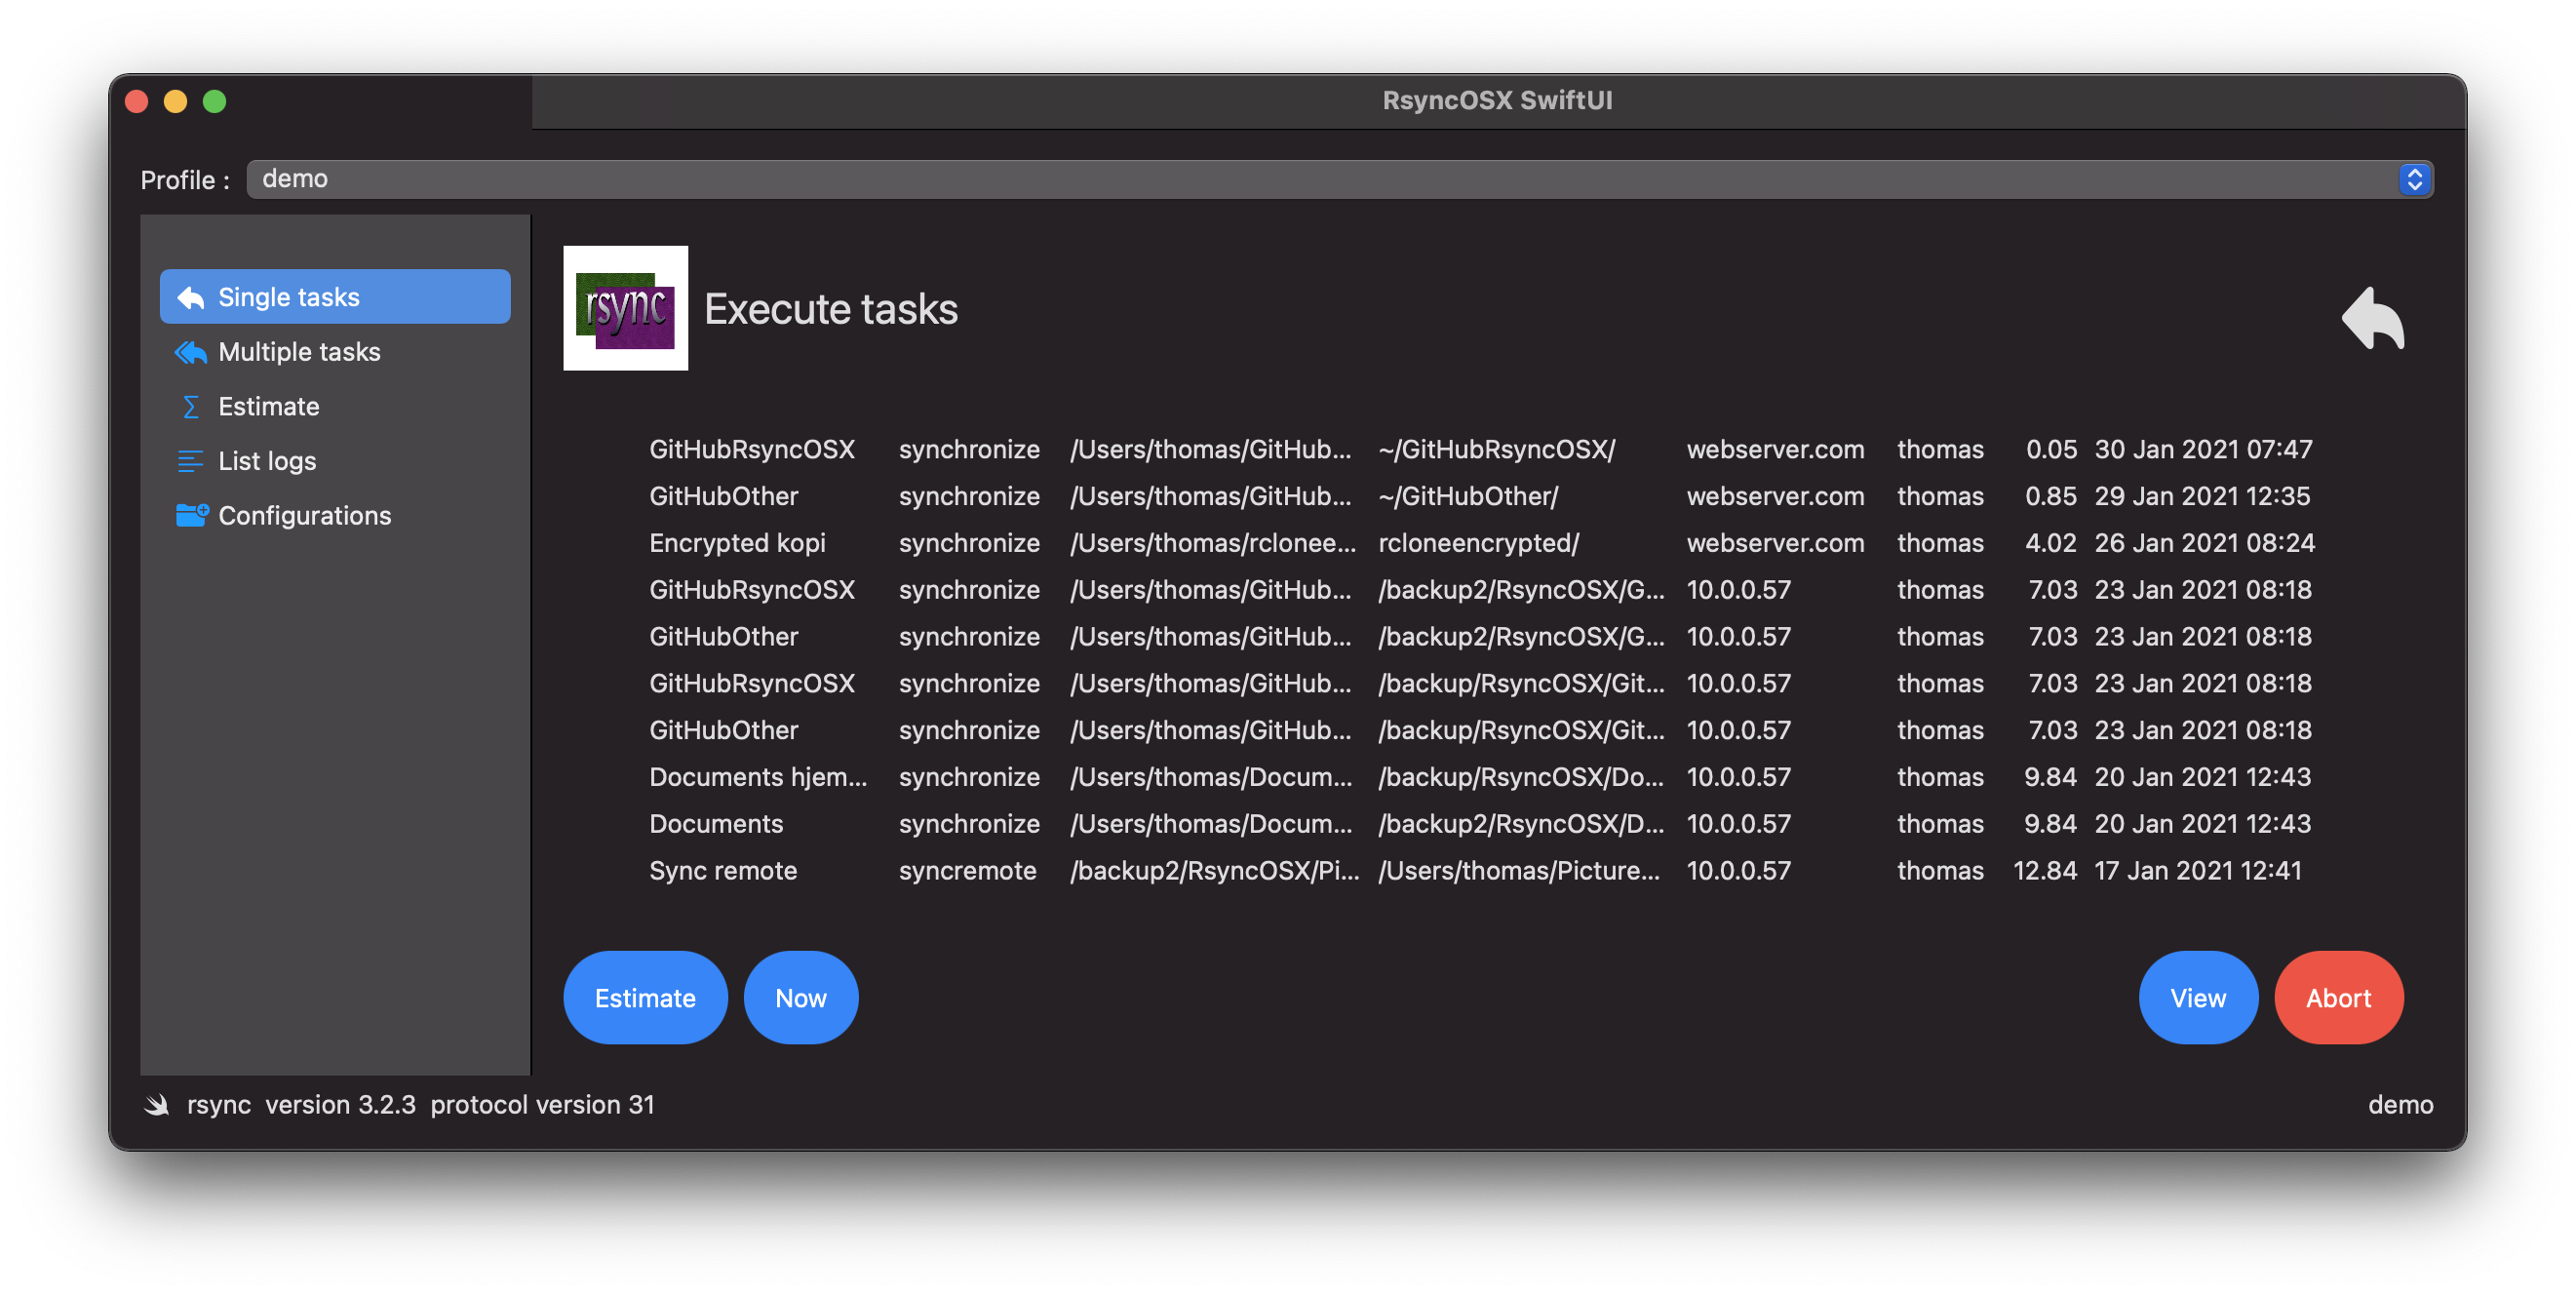 RsyncOSX SwiftUI
Profile : demo
Single tasks
Multiple tasks
Estimate
List logs
Configurations
rsync
Execute tasks
GitHubRsyncOSX synchronize /Users/thomas/GitHub... ~/GitHubRsyncOSX/ webserver.com thomas 0.05 30 Jan 2021 07:47
GitHubOther synchronize /Users/thomas/GitHub... ~/GitHubOther/ webserver.com thomas 0.85 29 Jan 2021 12:35
Encrypted kopi synchronize /Users/thomas/rclonee... rcloneencrypted/ webserver.com thomas 4.02 26 Jan 2021 08:24
GitHubRsyncOSX synchronize /Users/thomas/GitHub... /backup2/RsyncOSX/G... 10.0.0.57 thomas 7.03 23 Jan 2021 08:18
GitHubOther synchronize /Users/thomas/GitHub... /backup2/RsyncOSX/G... 10.0.0.57 thomas 7.03 23 Jan 2021 08:18
GitHubRsyncOSX synchronize /Users/thomas/GitHub... /backup/RsyncOSX/Git... 10.0.0.57 thomas 7.03 23 Jan 2021 08:18
GitHubOther synchronize /Users/thomas/GitHub... /backup/RsyncOSX/Git... 10.0.0.57 thomas 7.03 23 Jan 2021 08:18
Documents hjem... synchronize /Users/thomas/Docum... /backup/RsyncOSX/Do... 10.0.0.57 thomas 9.84 20 Jan 2021 12:43
Documents synchronize /Users/thomas/Docum... /backup2/RsyncOSX/D... 10.0.0.57 thomas 9.84 20 Jan 2021 12:43
Sync remote syncremote /backup2/RsyncOSX/Pi... /Users/thomas/Picture... 10.0.0.57 thomas 12.84 17 Jan 2021 12:41
Estimate Now View Abort
rsync version 3.2.3 protocol version 31 demo